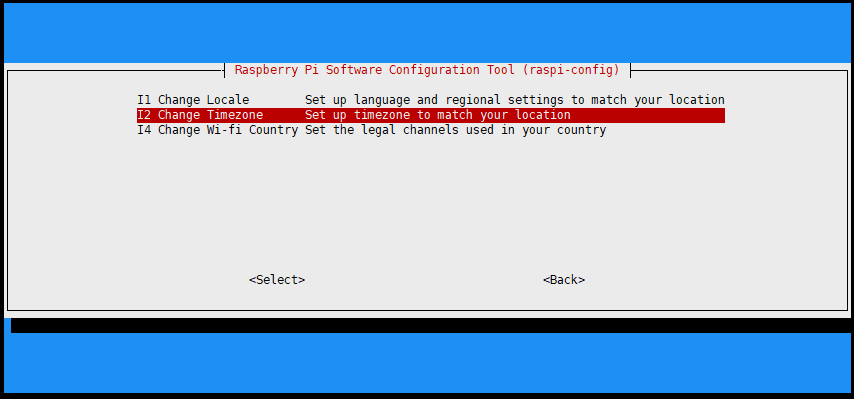 Raspberry Pi Software Configuration Tool (raspi-config)
I1 Change Locale Set up language and regional settings to match your location
I2 Change Timezone Set up timezone to match your location
I4 Change Wi-fi Country Set the legal channels used in your country
<Select> <Back>